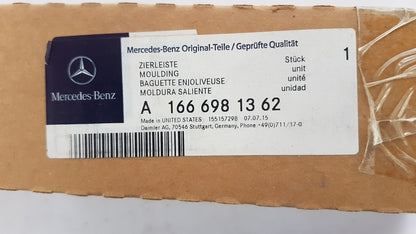 Mercedes-Benz Original-Teile / Geprüfte Qualität
ZIERLEISTE
MOULDING
BAGUETTE ENJOLIVEUSE
MOLDURA SALIENTE
Stück
unit
unité
unidad
1
Mercedes-Benz
A 166 698 13 62
Made in UNITED STATES 155157298 07.07.15
Daimler AG, 70546 Stuttgart, Germany, Phone +49(0)711/17-0